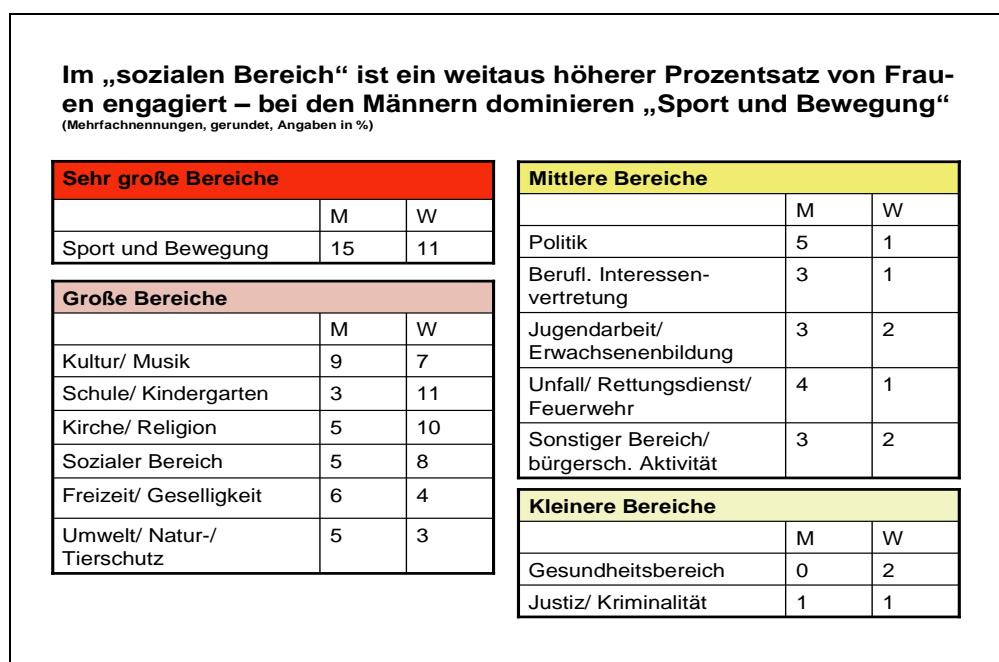 Im „sozialen Bereich“ ist ein weitaus höherer Prozentsatz von Frau-
en engagiert – bei den Männern dominieren „Sport und Bewegung“
(Mehrfachnennungen, gerundet, Angaben in %)
Sehr große Bereiche
M W
Sport und Bewegung 15 11
Große Bereiche
M W
Kultur/ Musik 9 7
Schule/ Kindergarten 3 11
Kirche/ Religion 5 10
Sozialer Bereich 5 8
Freizeit/ Geselligkeit 6 4
Umwelt/ Natur-/ 5 3
Tierschutz
Mittlere Bereiche
M W
Politik 5 1
Berufl. Interessen- 3 1
vertretung
Jugendarbeit/ 3 2
Erwachsenenbildung
Unfall/ Rettungsdienst/ 4 1
Feuerwehr
Sonstiger Bereich/ 3 2
bürgersch. Aktivität
Kleinere Bereiche
M W
Gesundheitsbereich 0 2
Justiz/ Kriminalität 1 1